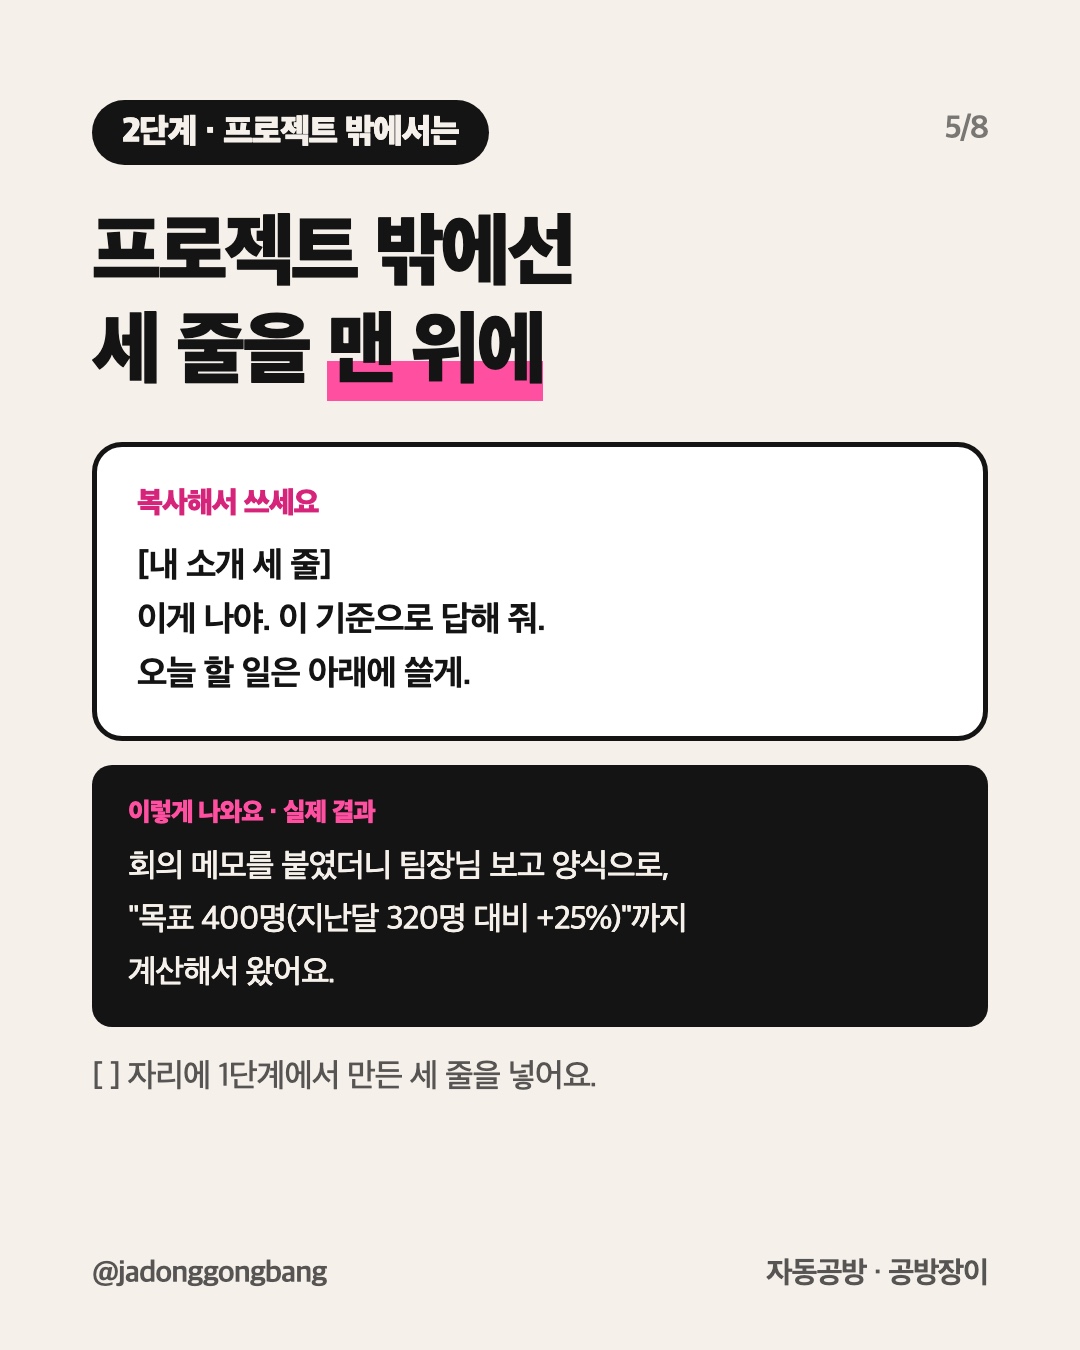 2단계 · 프로젝트 밖에서는
5/8
프로젝트 밖에선
세 줄을 맨 위에
복사해서 쓰세요
[내 소개 세 줄]
이게 나야. 이 기준으로 답해 줘.
오늘 할 일은 아래에 쓸게.
이렇게 나와요 · 실제 결과
회의 메모를 붙였더니 팀장님 보고 양식으로,
"목표 400명(지난달 320명 대비 +25%)"까지
계산해서 왔어요.
[ ] 자리에 1단계에서 만든 세 줄을 넣어요.
@jadonggongbang
자동공방 · 공방장이